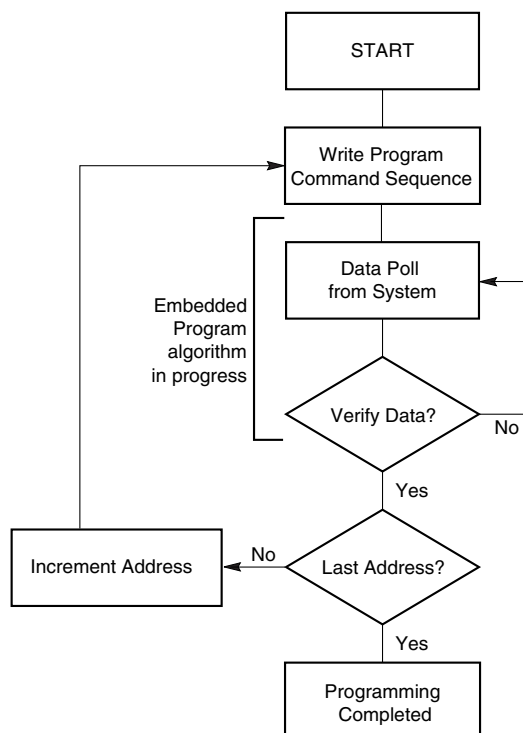 START
Write Program
Command Sequence
Data Poll
from System
Embedded
Program
algorithm
in progress
Verify Data?
No
Yes
Last Address?
No
Increment Address
Yes
Programming
Completed